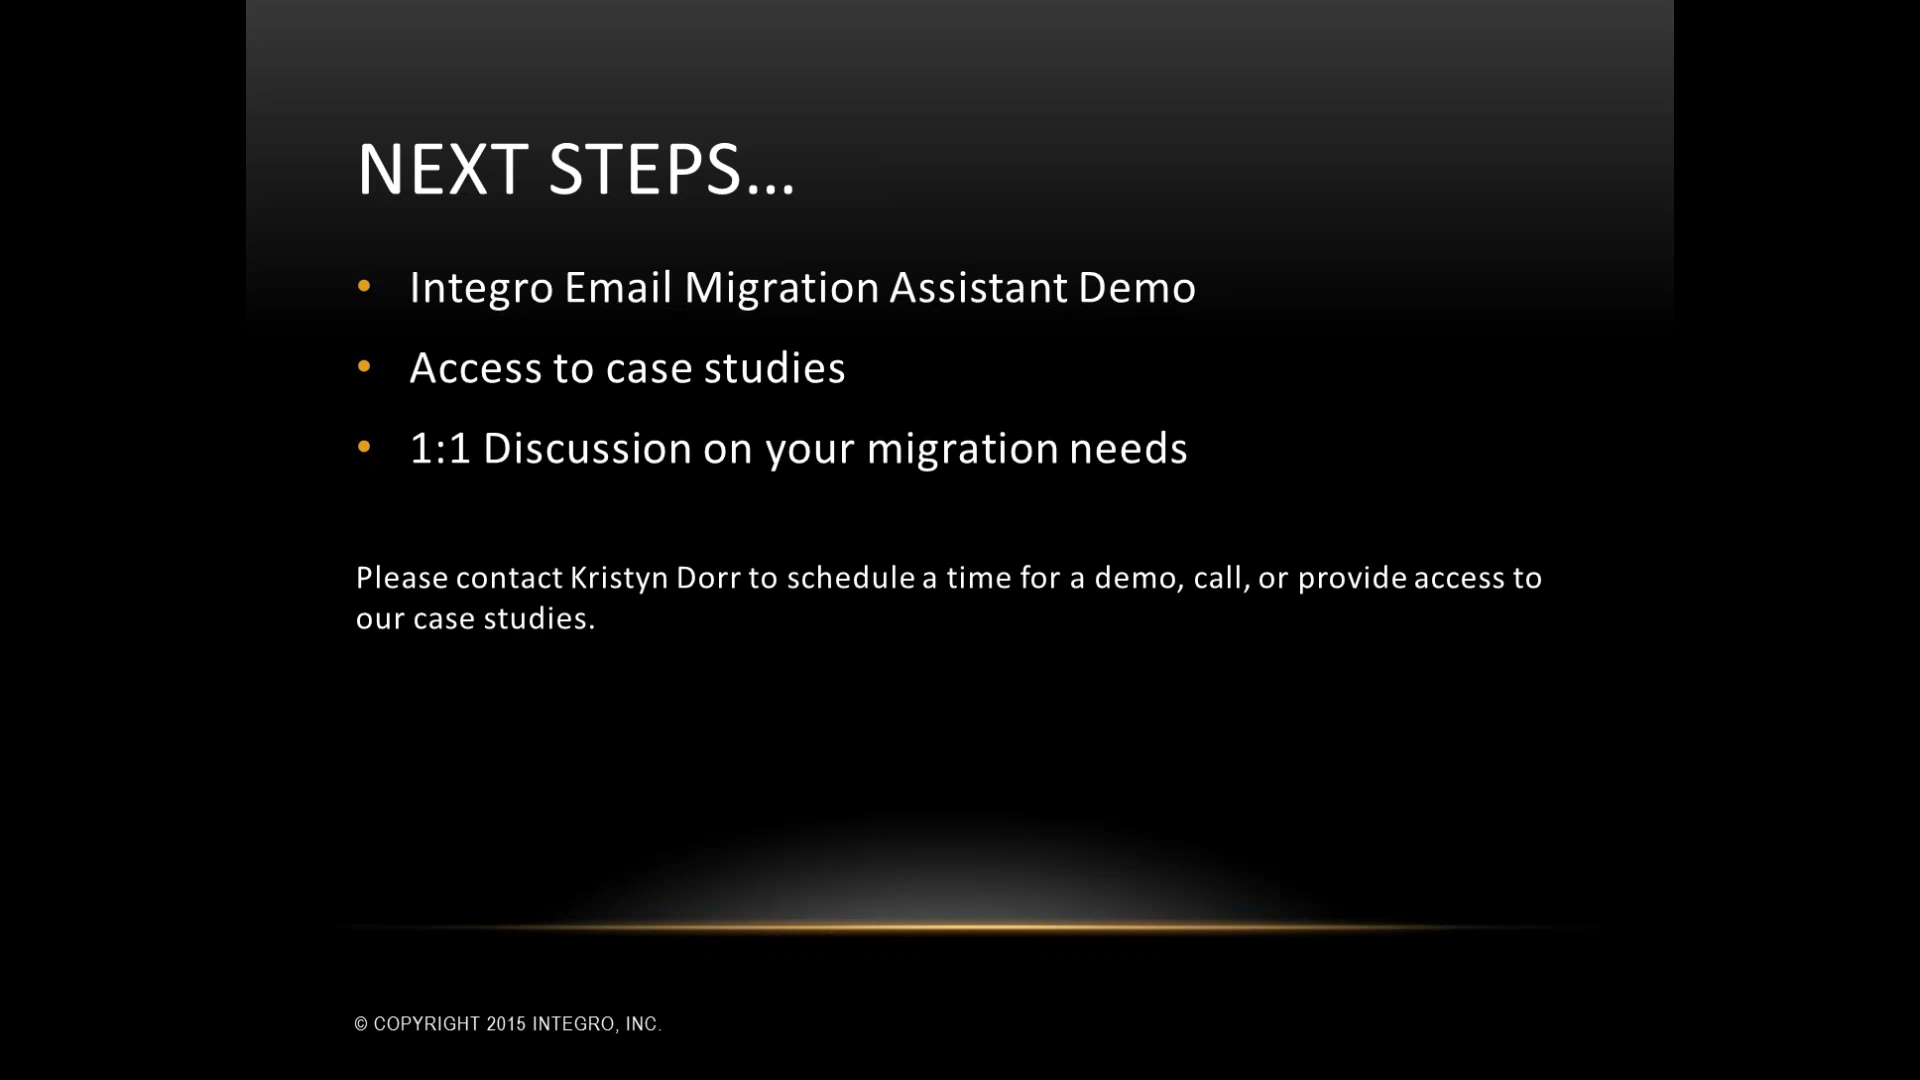 NEXT STEPS…
• Integro Email Migration Assistant Demo
• Access to case studies
• 1:1 Discussion on your migration needs
Please contact Kristyn Dorr to schedule a time for a demo, call, or provide access to
our case studies.
© COPYRIGHT 2015 INTEGRO, INC.